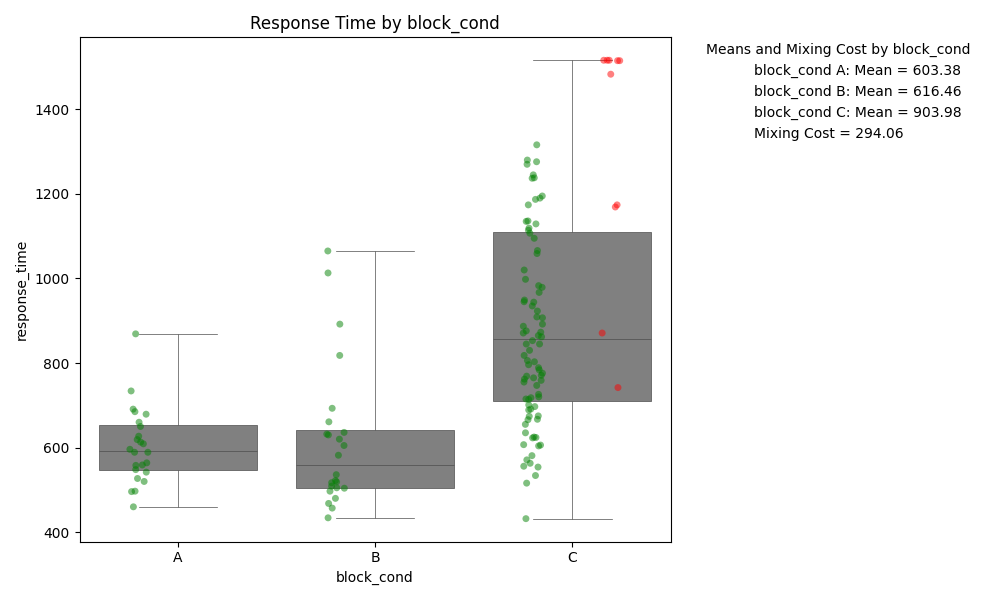 Response Time by block_cond
Means and Mixing Cost by block_cond
block_cond A: Mean = 603.38
block_cond B: Mean = 616.46
block_cond C: Mean = 903.98
Mixing Cost = 294.06
response_time
1400
1200
1000
800
600
400
A B C
block_cond